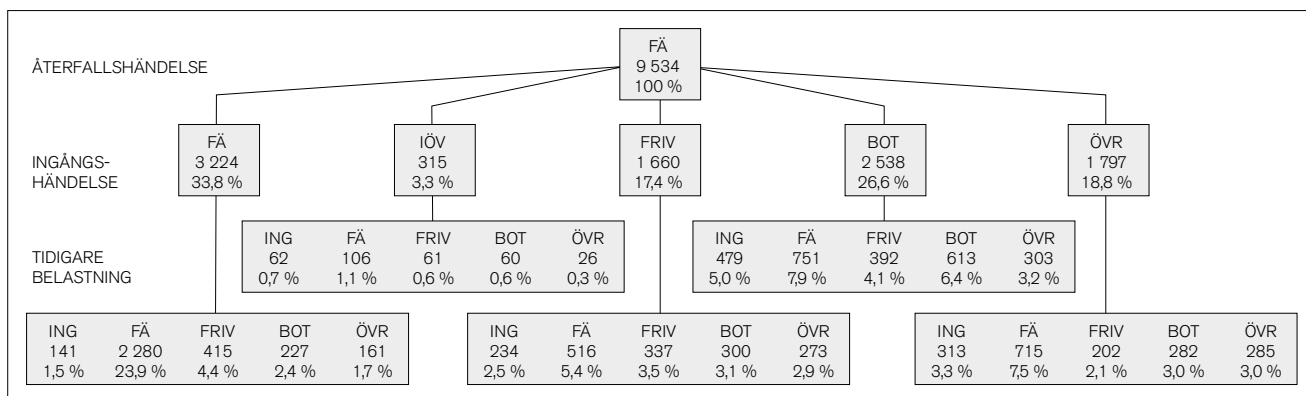 ÅTERFALLSHÄNDELSE
FÄ
9 534
100 %
INGÅNGS-
HÄNDELSE
FÄ
3 224
33,8 %
IÖV
315
3,3 %
FRIV
1 660
17,4 %
BOT
2 538
26,6 %
ÖVR
1 797
18,8 %
TIDIGARE
BELASTNING
ING FÄ FRIV BOT ÖVR
62 106 61 60 26
0,7 % 1,1 % 0,6 % 0,6 % 0,3 %
ING FÄ FRIV BOT ÖVR
479 751 392 613 303
5,0 % 7,9 % 4,1 % 6,4 % 3,2 %
ING FÄ FRIV BOT ÖVR
141 2 280 415 227 161
1,5 % 23,9 % 4,4 % 2,4 % 1,7 %
ING FÄ FRIV BOT ÖVR
234 516 337 300 273
2,5 % 5,4 % 3,5 % 3,1 % 2,9 %
ING FÄ FRIV BOT ÖVR
313 715 202 282 285
3,3 % 7,5 % 2,1 % 3,0 % 3,0 %